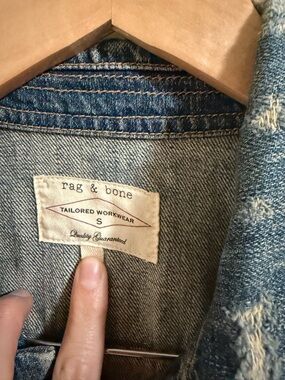 rag & bone
TAILORED WORKWEAR
S
Quality Guaranteed